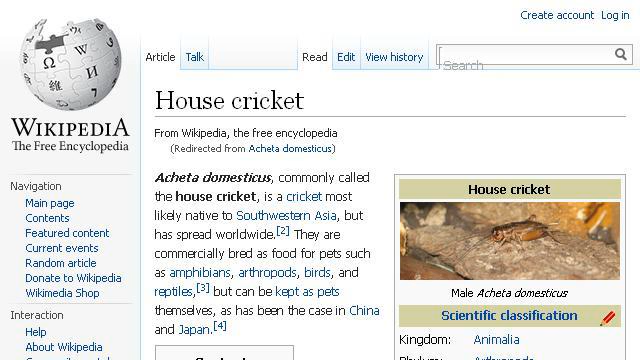 Create account Log in
Article Talk Read Edit View history Search
House cricket
WIKIPEDIA
The Free Encyclopedia
From Wikipedia, the free encyclopedia
(Redirected from Acheta domesticus)
Navigation
Main page
Contents
Featured content
Current events
Random article
Donate to Wikipedia
Wikimedia Shop
Interaction
Help
About Wikipedia
Acheta domesticus, commonly called
the house cricket, is a cricket most
likely native to Southwestern Asia, but
has spread worldwide.[2] They are
commercially bred as food for pets such
as amphibians, arthropods, birds, and
reptiles,[3] but can be kept as pets
themselves, as has been the case in China
and Japan.[4]
House cricket
Male Acheta domesticus
Scientific classification
Kingdom: Animalia